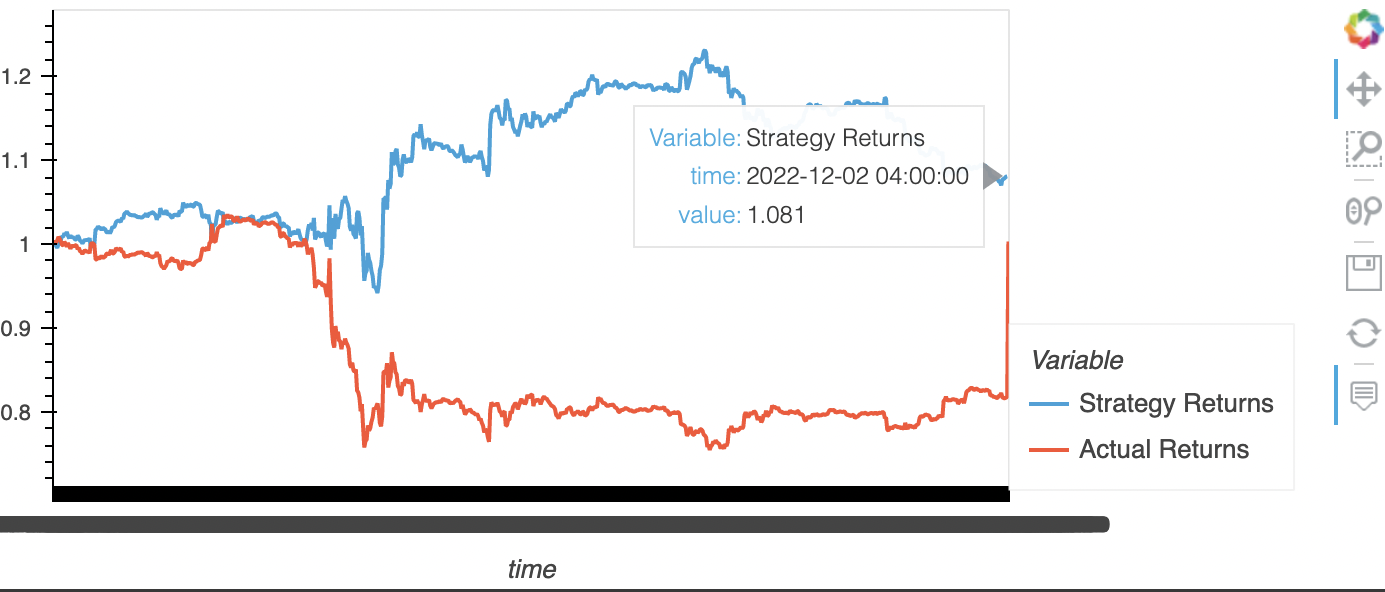 1.2
1.1
1
0.9
0.8
Variable: Strategy Returns
time: 2022-12-02 04:00:00
value: 1.081
Variable
Strategy Returns
Actual Returns
time